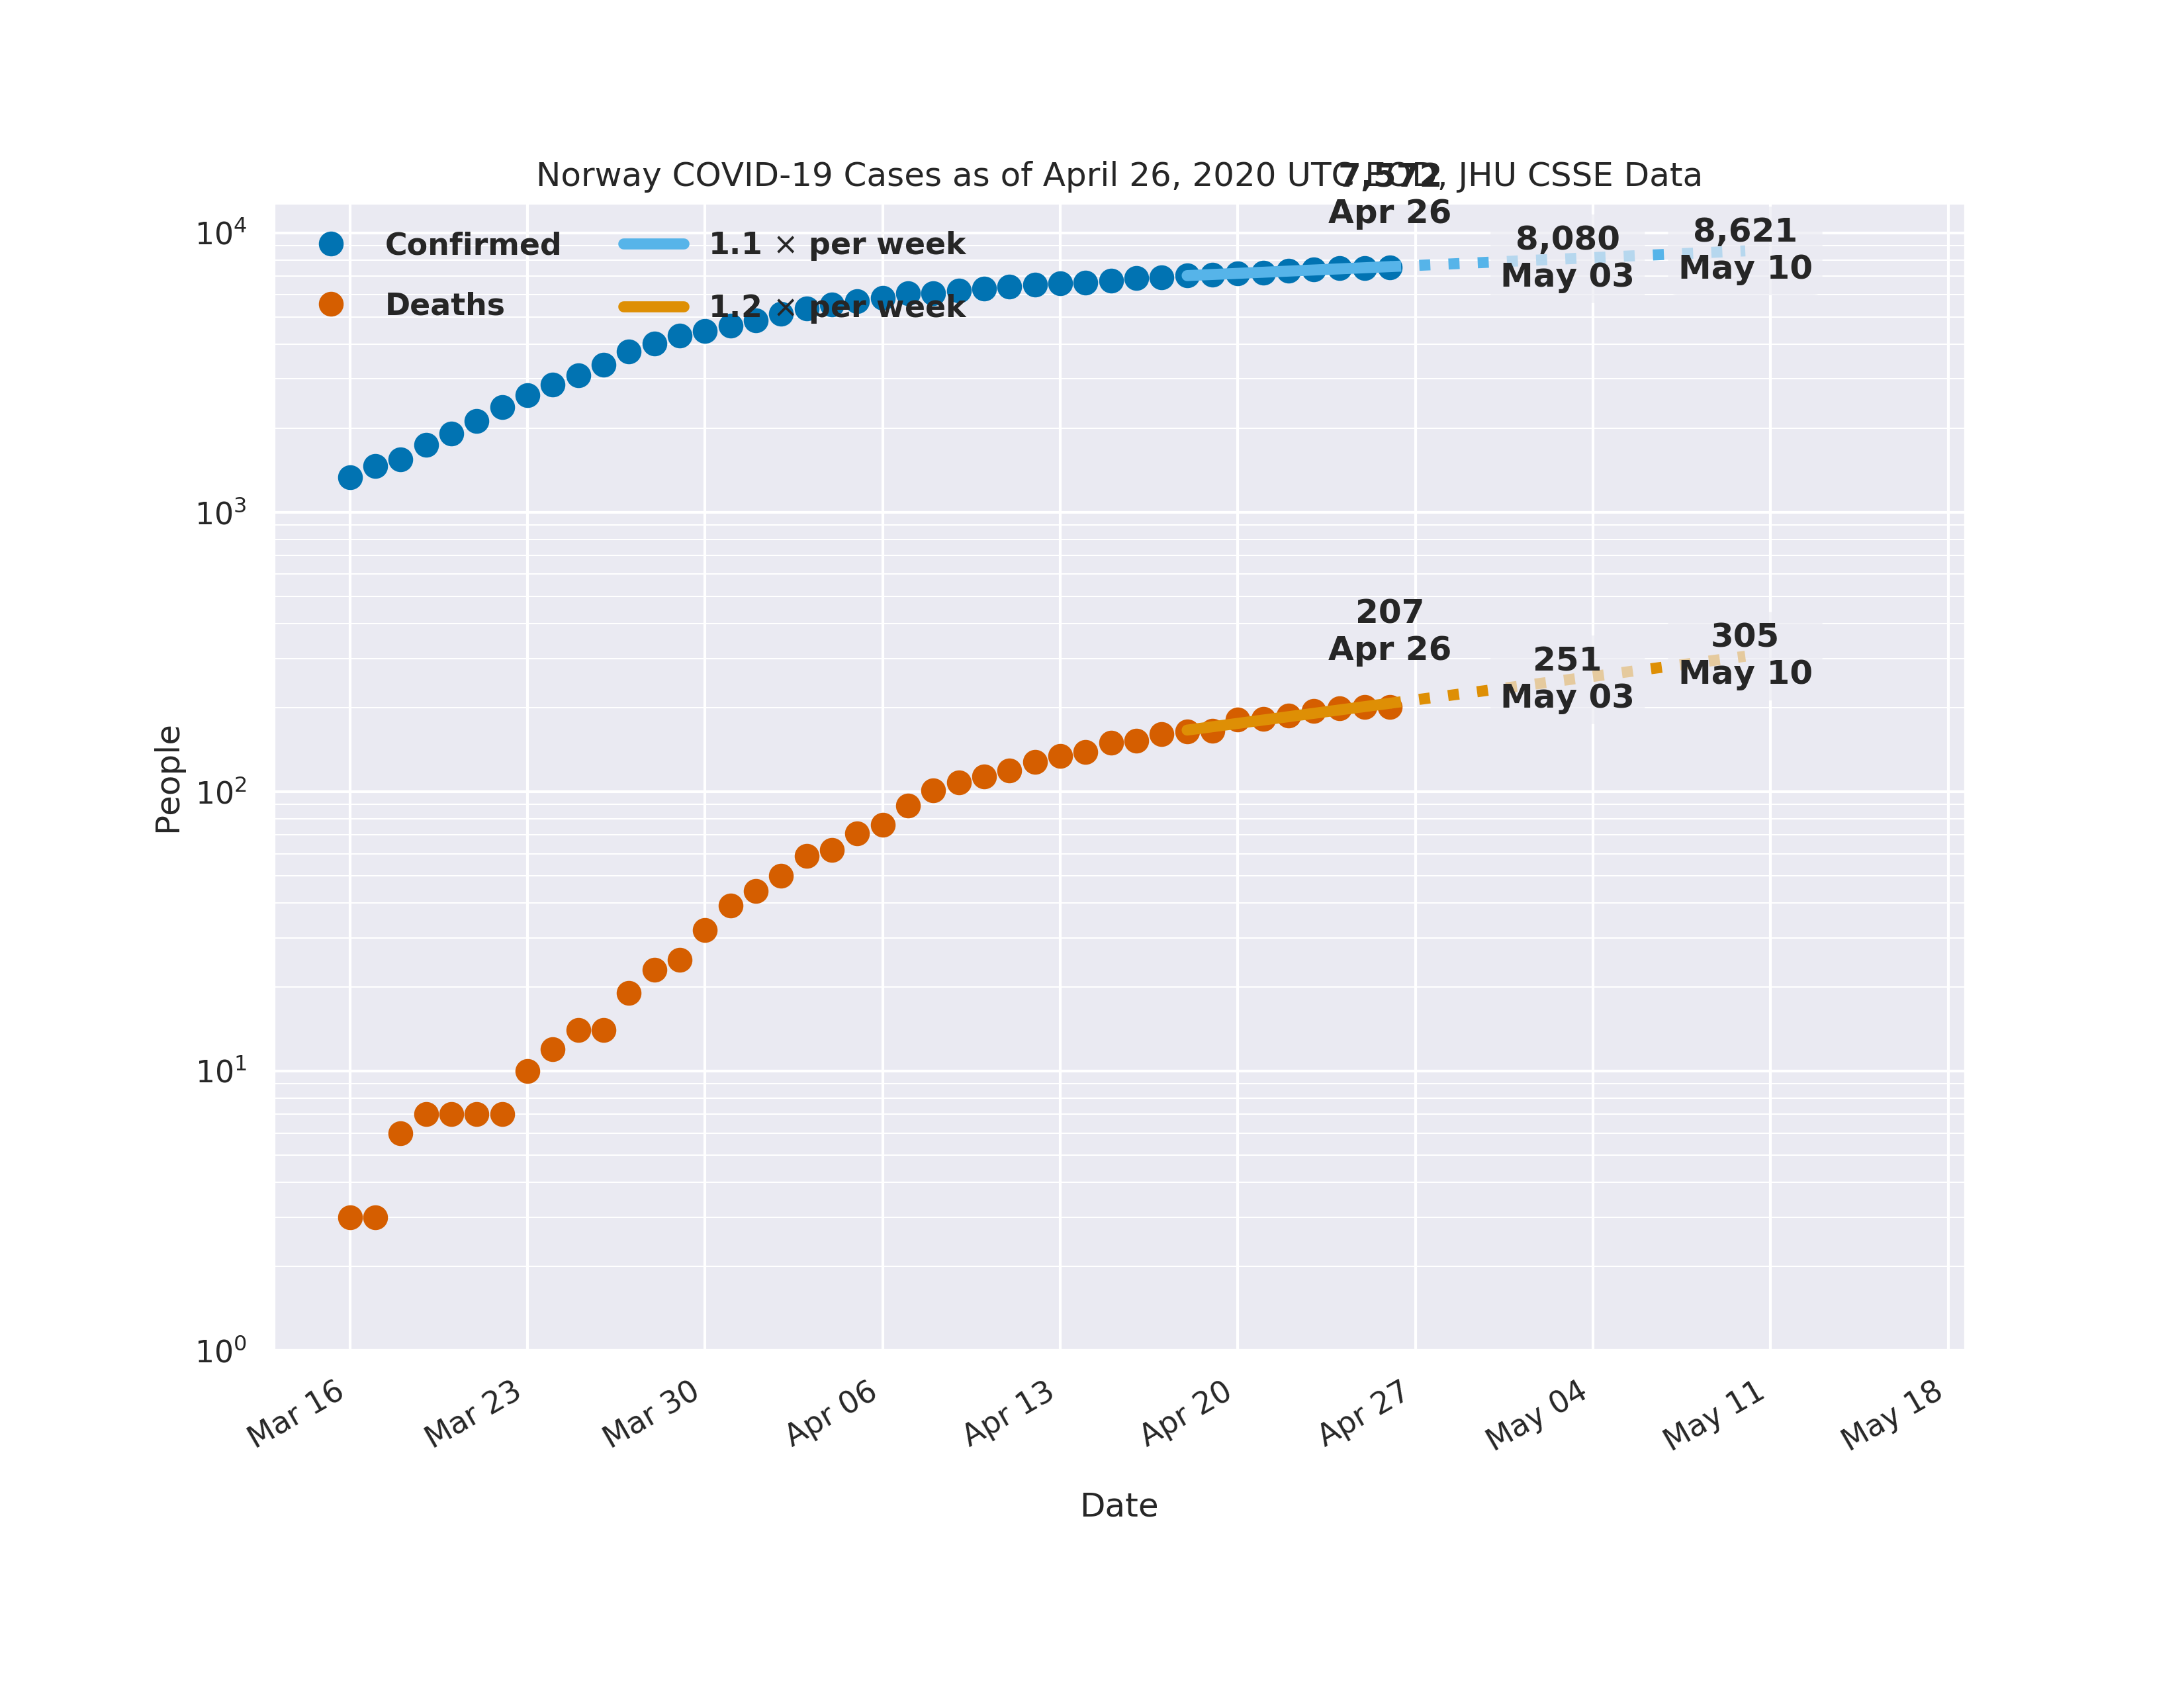 Norway COVID-19 Cases as of April 26, 2020 UTC EOD, JHU CSSE Data
7,572
Apr 26
8,080
May 03
8,621
May 10
Confirmed
Deaths
1.1 × per week
1.2 × per week
207
Apr 26
251
May 03
305
May 10
People
10⁴
10³
10²
10¹
10⁰
Mar 16
Mar 23
Mar 30
Apr 06
Apr 13
Apr 20
Apr 27
May 04
May 11
May 18
Date